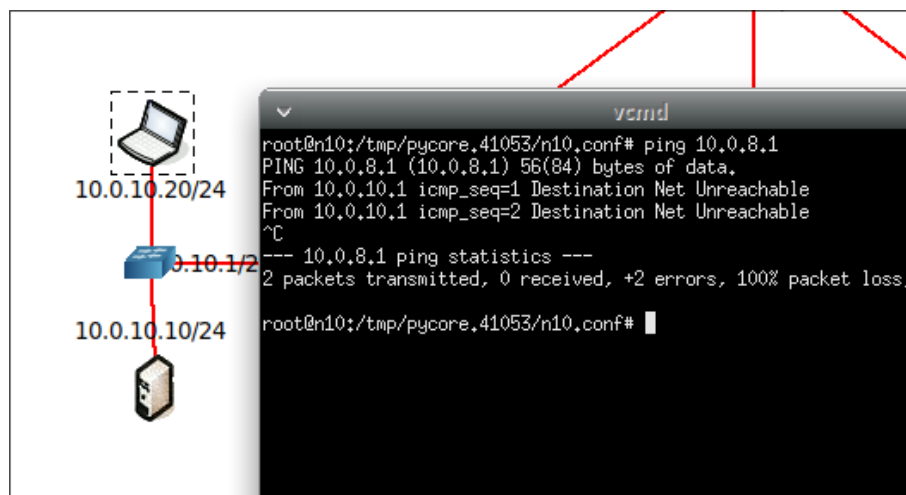 vcmd
root@n10:/tmp/pycore.41053/n10.conf# ping 10.0.8.1
PING 10.0.8.1 (10.0.8.1) 56(84) bytes of data.
From 10.0.10.1 icmp_seq=1 Destination Net Unreachable
From 10.0.10.1 icmp_seq=2 Destination Net Unreachable
^C
--- 10.0.8.1 ping statistics ---
2 packets transmitted, 0 received, +2 errors, 100% packet loss,
root@n10:/tmp/pycore.41053/n10.conf#
10.0.10.20/24
0.10.1/2
10.0.10.10/24